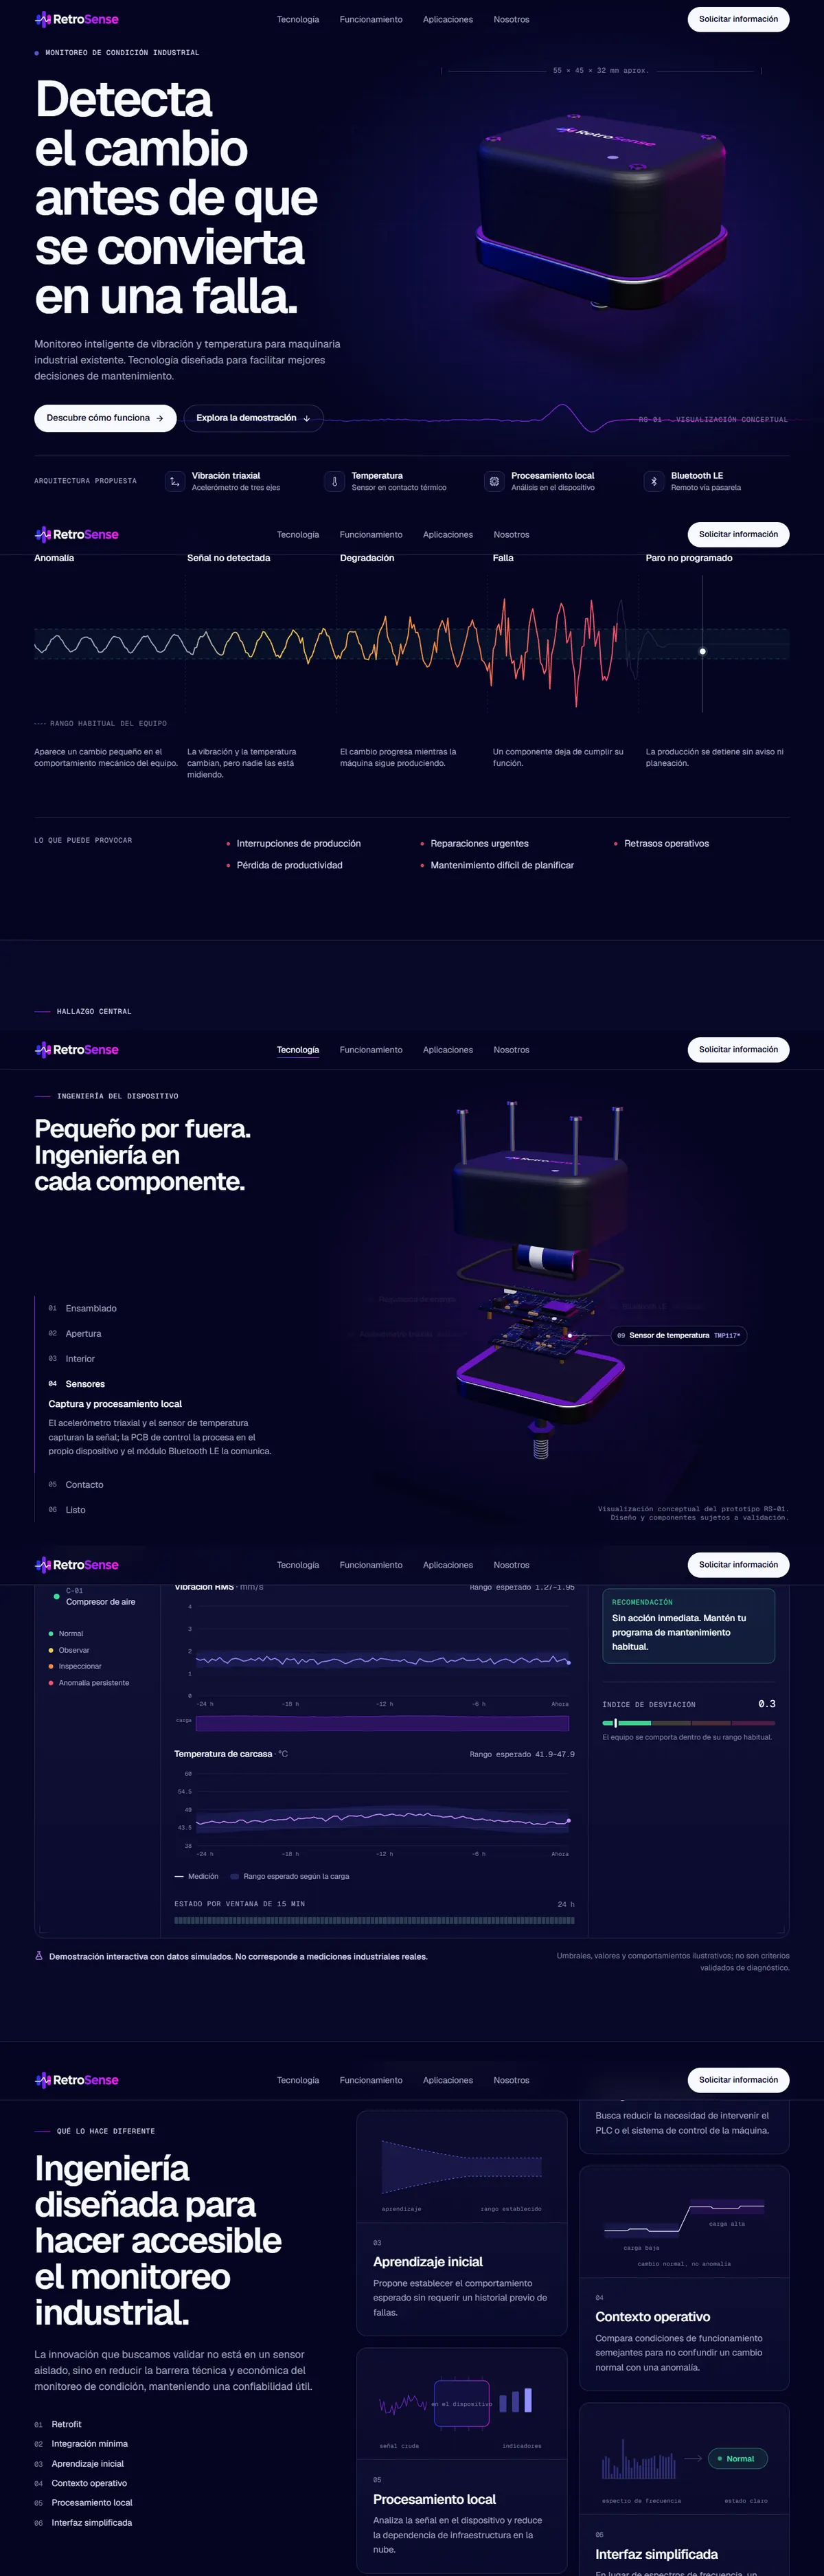 RetroSense
Tecnología
Funcionamiento
Aplicaciones
Nosotros
Solicitar información
MONITOREO DE CONDICIÓN INDUSTRIAL
Detecta
el cambio
antes de que
se convierta
en una falla.
Monitoreo inteligente de vibración y temperatura para maquinaria
industrial existente. Tecnología diseñada para facilitar mejores
decisiones de mantenimiento.
Descubre cómo funciona →
Explora la demostración ↓
55 × 45 × 32 mm aprox.
RetroSense
RS-01 · VISUALIZACIÓN CONCEPTUAL
ARQUITECTURA PROPUESTA
Vibración triaxial
Acelerómetro de tres ejes
Temperatura
Sensor en contacto térmico
Procesamiento local
Análisis en el dispositivo
Bluetooth LE
Remoto vía pasarela
RetroSense
Tecnología
Funcionamiento
Aplicaciones
Nosotros
Solicitar información
Anomalía
Señal no detectada
Degradación
Falla
Paro no programado
RANGO HABITUAL DEL EQUIPO
Aparece un cambio pequeño en el
comportamiento mecánico del equipo.
La vibración y la temperatura
cambian, pero nadie las está
midiendo.
El cambio progresa mientras la
máquina sigue produciendo.
Un componente deja de cumplir su
función.
La producción se detiene sin aviso ni
planeación.
LO QUE PUEDE PROVOCAR
Interrupciones de producción
Reparaciones urgentes
Retrasos operativos
Pérdida de productividad
Mantenimiento difícil de planificar
HALLAZGO CENTRAL
RetroSense
Tecnología
Funcionamiento
Aplicaciones
Nosotros
Solicitar información
INGENIERÍA DEL DISPOSITIVO
Pequeño por fuera.
Ingeniería en
cada componente.
01 Ensamblado
02 Apertura
03 Interior
04 Sensores
Captura y procesamiento local
El acelerómetro triaxial y el sensor de temperatura
capturan la señal; la PCB de control la procesa en el
propio dispositivo y el módulo Bluetooth LE la comunica.
05 Contacto
06 Listo
RetroSense
09 Sensor de temperatura TMP117*
Visualización conceptual del prototipo RS-01.
Diseño y componentes sujetos a validación.
RetroSense
Tecnología
Funcionamiento
Aplicaciones
Nosotros
Solicitar información
C-01
Compresor de aire
Normal
Observar
Inspeccionar
Anomalía persistente
Vibración RMS · mm/s
Rango esperado 1.27–1.95
4
3
2
1
0
−24 h
−18 h
−12 h
−6 h
Ahora
carga
Temperatura de carcasa · °C
Rango esperado 41.9–47.9
60
54.5
49
43.5
38
−24 h
−18 h
−12 h
−6 h
Ahora
Medición
Rango esperado según la carga
ESTADO POR VENTANA DE 15 MIN
24 h
RECOMENDACIÓN
Sin acción inmediata. Mantén tu
programa de mantenimiento
habitual.
ÍNDICE DE DESVIACIÓN
0.3
El equipo se comporta dentro de su rango habitual.
Demostración interactiva con datos simulados. No corresponde a mediciones industriales reales.
Umbrales, valores y comportamientos ilustrativos; no son criterios
validados de diagnóstico.
RetroSense
Tecnología
Funcionamiento
Aplicaciones
Nosotros
Solicitar información
QUÉ LO HACE DIFERENTE
Ingeniería
diseñada para
hacer accesible
el monitoreo
industrial.
La innovación que buscamos validar no está en un sensor
aislado, sino en reducir la barrera técnica y económica del
monitoreo de condición, manteniendo una confiabilidad útil.
01 Retrofit
02 Integración mínima
03 Aprendizaje inicial
04 Contexto operativo
05 Procesamiento local
06 Interfaz simplificada
aprendizaje
rango establecido
03
Aprendizaje inicial
Propone establecer el comportamiento
esperado sin requerir un historial previo de
fallas.
en el dispositivo
señal cruda
indicadores
05
Procesamiento local
Analiza la señal en el dispositivo y reduce
la dependencia de infraestructura en la
nube.
Busca reducir la necesidad de intervenir el
PLC o el sistema de control de la máquina.
carga alta
carga baja
cambio normal, no anomalía
04
Contexto operativo
Compara condiciones de funcionamiento
semejantes para no confundir un cambio
normal con una anomalía.
Normal
espectro de frecuencia
estado claro
06
Interfaz simplificada
En lugar de espectros de frecuencia, un